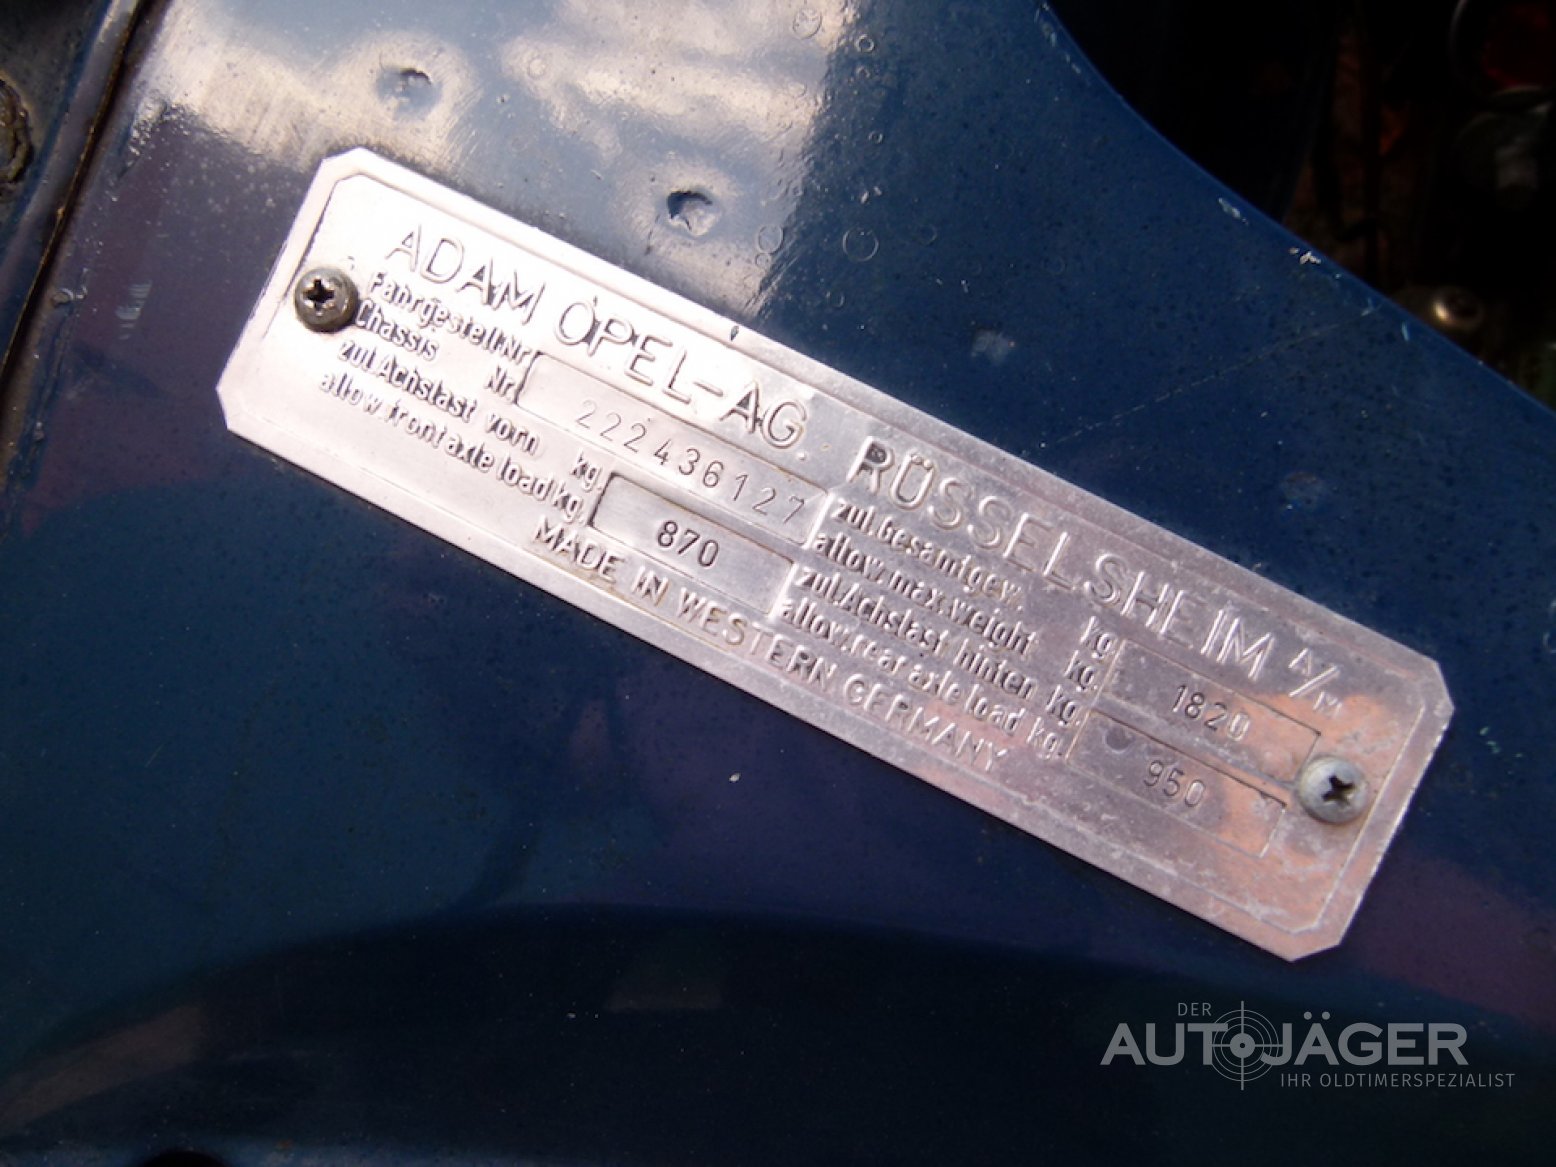 ADAM OPEL-AG. RÜSSELSHEIM A/M
Fahrgestell Nr.
Chassis Nr. 222436127
zul. Achslast vorn kg.
allow. front axle load kg. 870
zul. Gesamtgew. kg
allow. max. weight kg. 1820
zul. Achslast hinten kg.
allow. rear axle load kg. 950
MADE IN WESTERN GERMANY
DER
AUTOJÄGER
IHR OLDTIMERSPEZIALIST